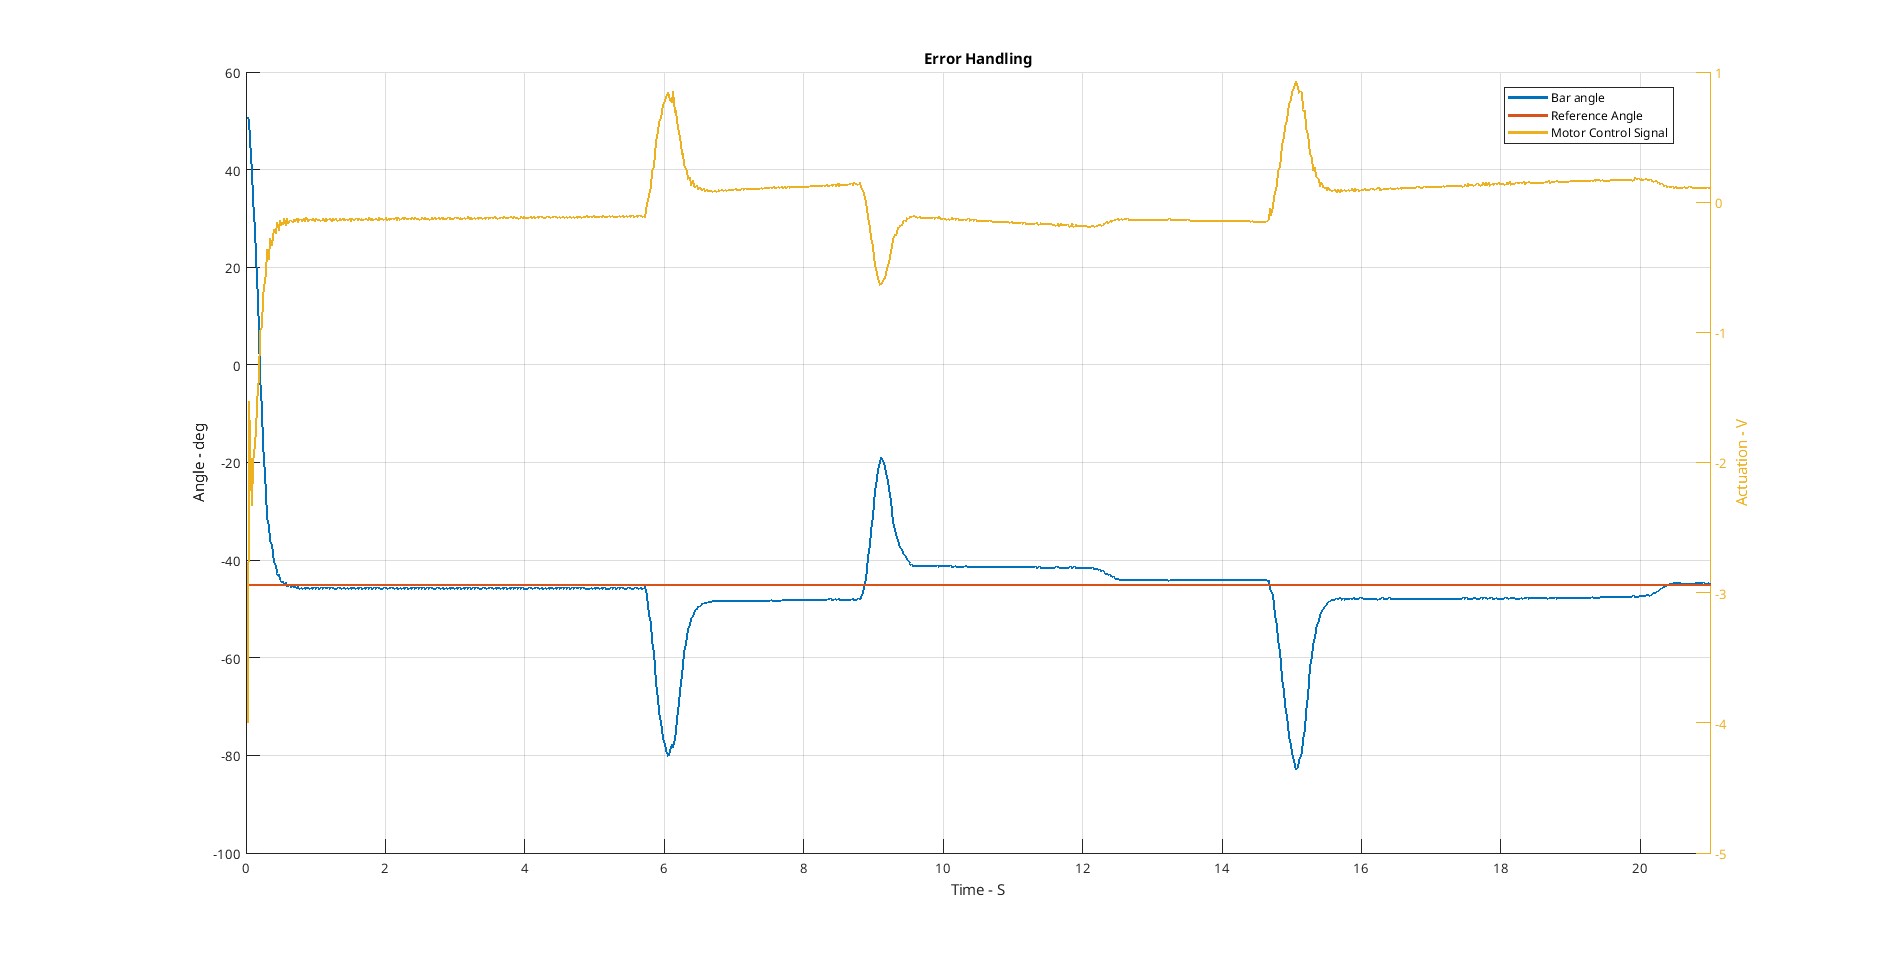 Error Handling
Bar angle
Reference Angle
Motor Control Signal
60
40
20
0
-20
-40
-60
-80
-100
Angle - deg
1
0
-1
-2
-3
-4
-5
Actuation - V
0 2 4 6 8 10 12 14 16 18 20
Time - S